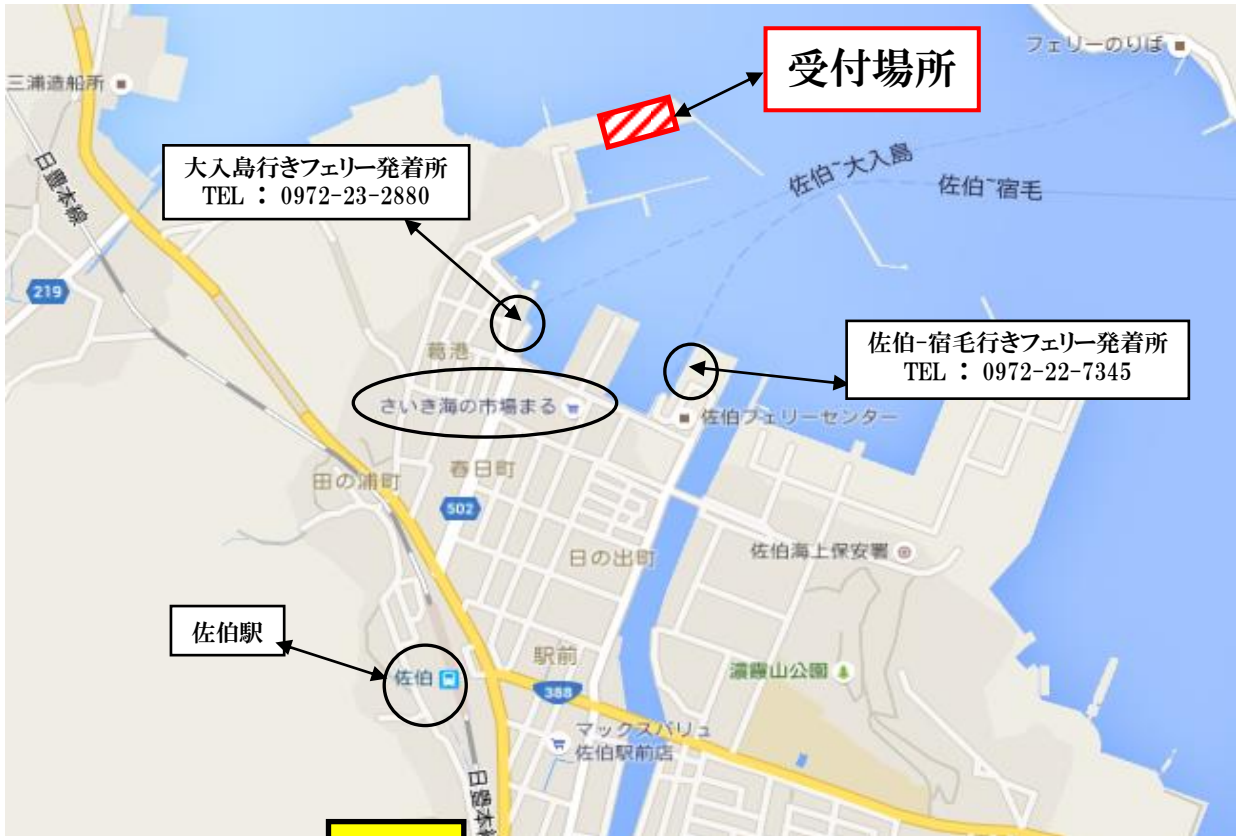 受付場所
フェリーのりば
三浦造船所
日豊本線
大入島行きフェリー発着所
TEL ： 0972-23-2880
佐伯~大入島
佐伯~宿毛
219
佐伯-宿毛行きフェリー発着所
TEL ： 0972-22-7345
葛港
さいき海の市場まる
佐伯フェリーセンター
春日町
田の浦町
502
日の出町
佐伯海上保安署
佐伯駅
駅前
佐伯
濃霞山公園
388
マックスバリュ
佐伯駅前店
日豊本線